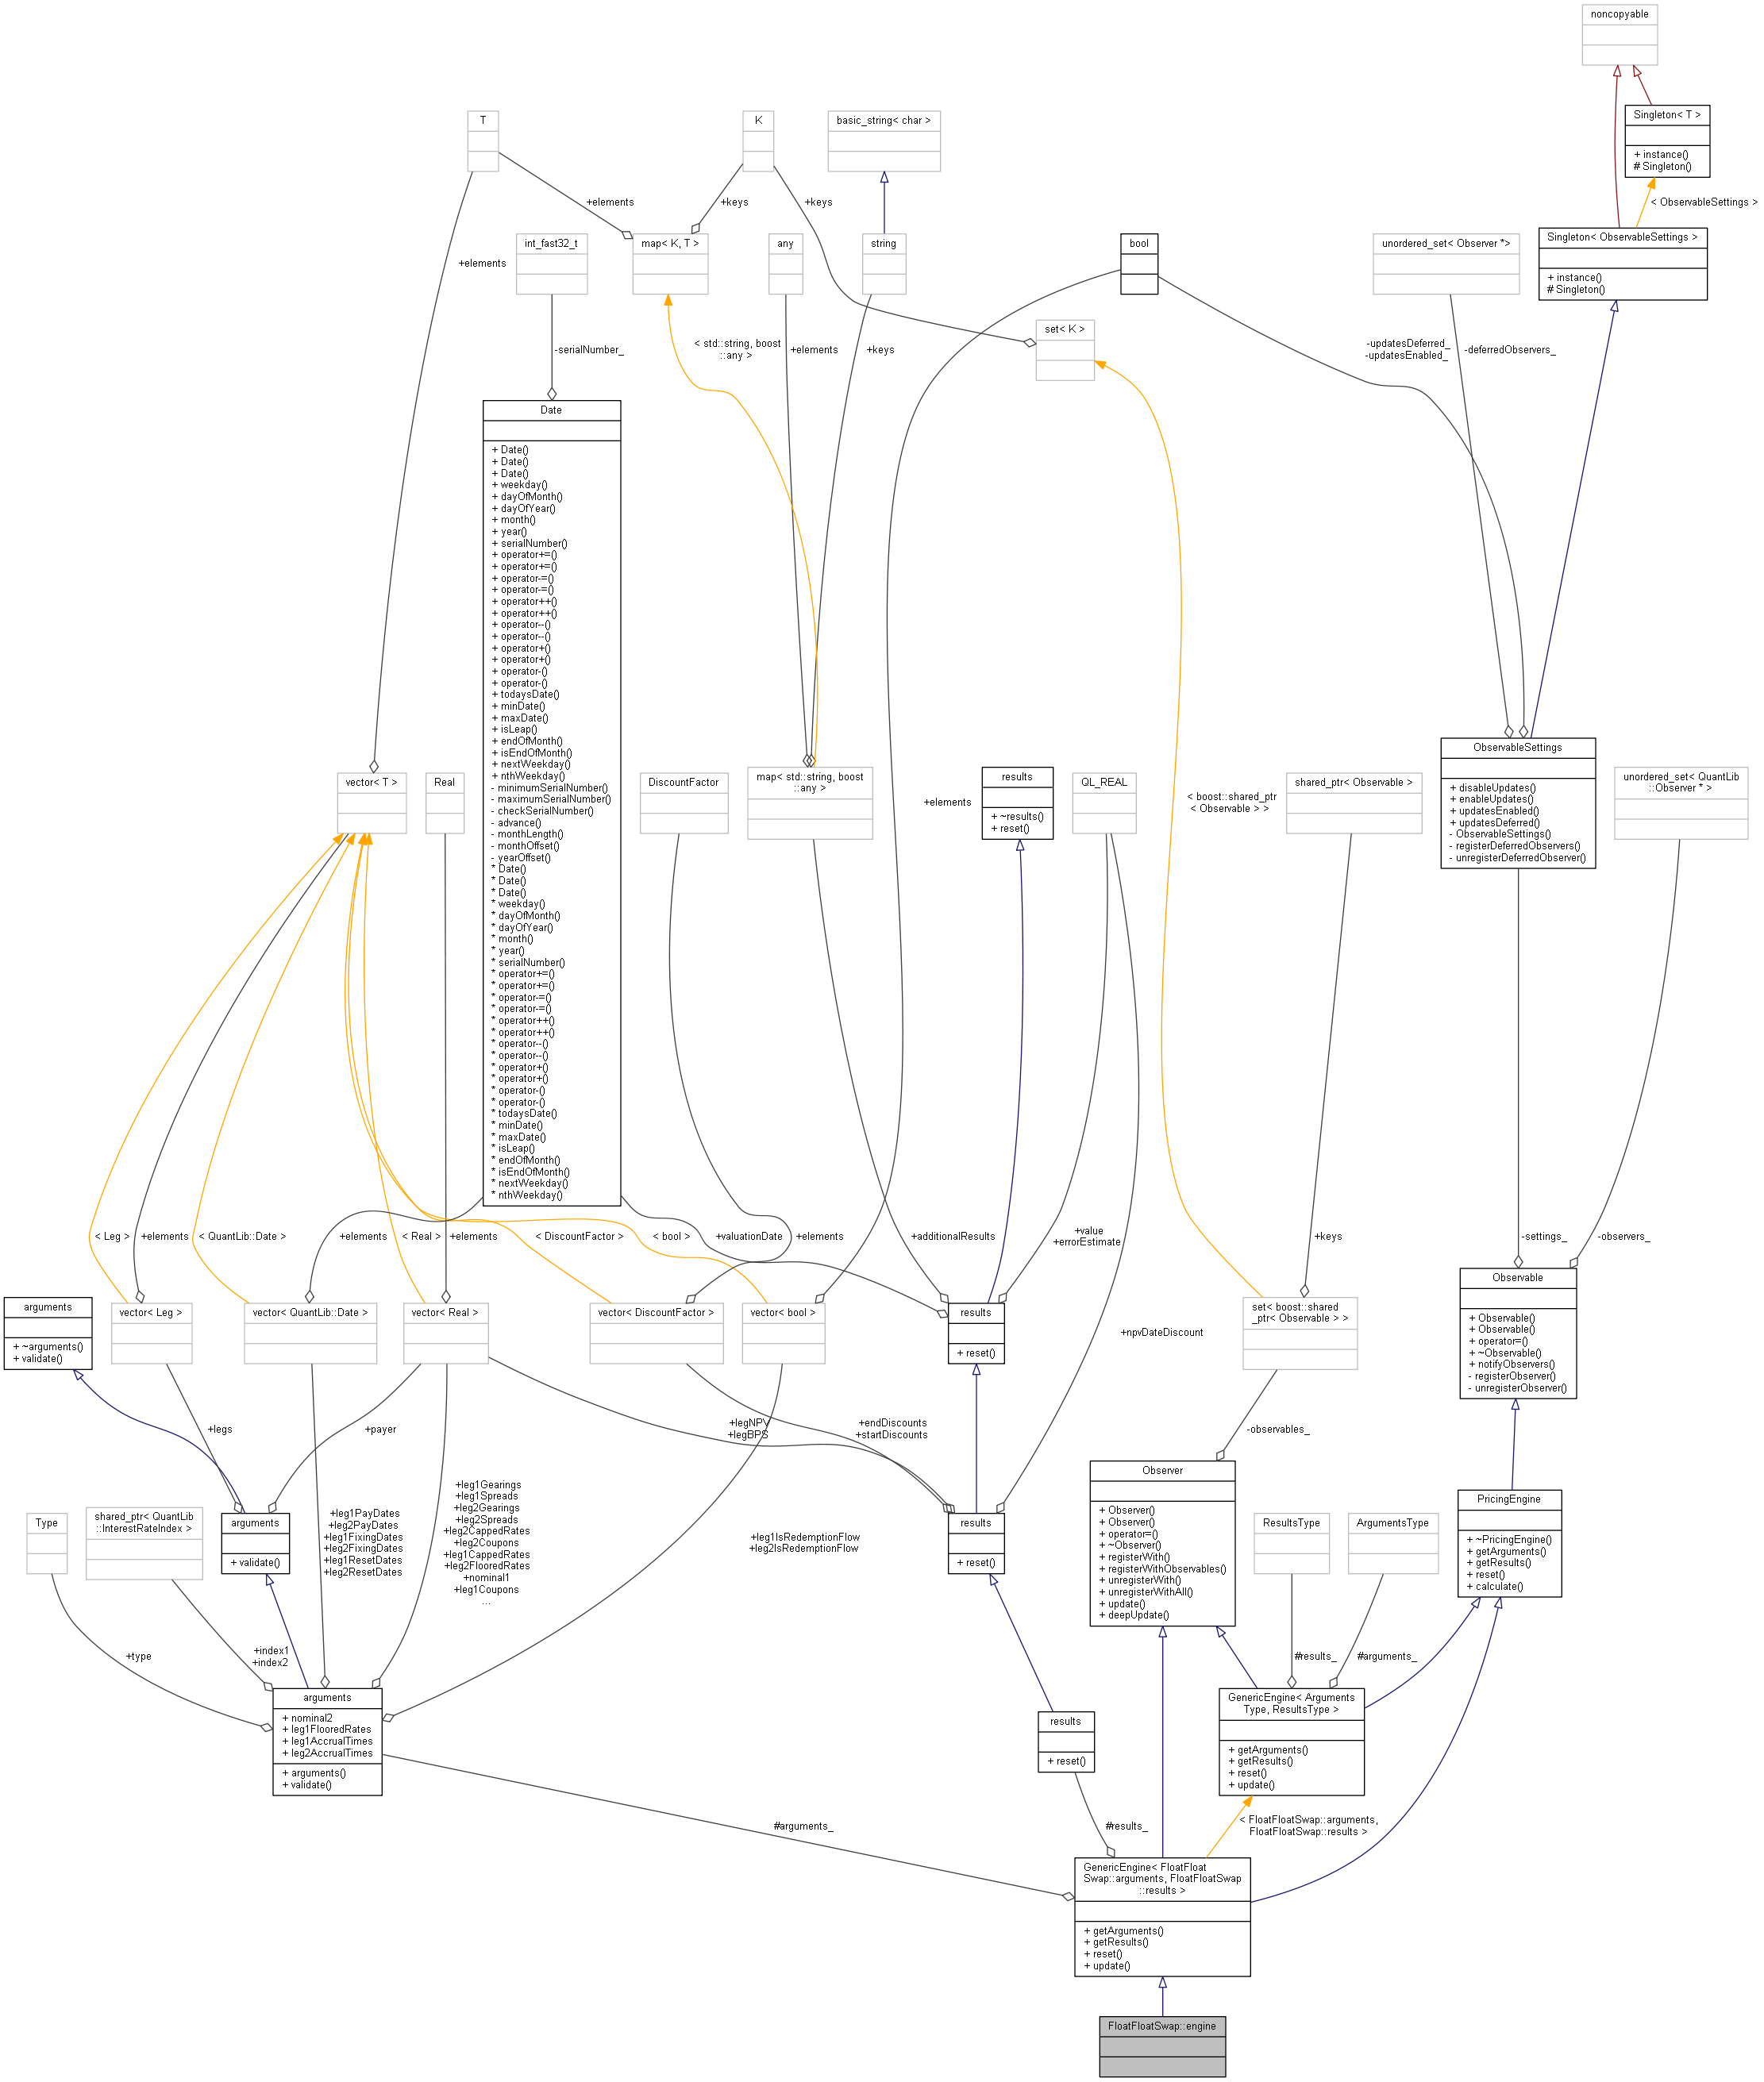 noncopyable
T
K
basic_string< char >
Singleton< T >
+ instance()
# Singleton()
+elements
+keys
+keys
< ObservableSettings >
int_fast32_t
map< K, T >
any
string
bool
unordered_set< Observer *>
Singleton< ObservableSettings >
+ instance()
# Singleton()
+elements
set< K >
-serialNumber_
< std::string, boost
::any >
+elements
+keys
-updatesDeferred_
-updatesEnabled_
-deferredObservers_
Date
+ Date()
+ Date()
+ Date()
+ weekday()
+ dayOfMonth()
+ dayOfYear()
+ month()
+ year()
+ serialNumber()
+ operator+=()
+ operator+=()
+ operator-=()
+ operator-=()
+ operator++()
+ operator++()
+ operator--()
+ operator--()
+ operator+()
+ operator+()
+ operator-()
+ operator-()
+ todaysDate()
+ minDate()
+ maxDate()
+ isLeap()
+ endOfMonth()
+ isEndOfMonth()
+ nextWeekday()
+ nthWeekday()
- minimumSerialNumber()
- maximumSerialNumber()
- checkSerialNumber()
- advance()
- monthLength()
- monthOffset()
- yearOffset()
* Date()
* Date()
* Date()
* weekday()
* dayOfMonth()
* dayOfYear()
* month()
* year()
* serialNumber()
* operator+=()
* operator+=()
* operator-=()
* operator-=()
* operator++()
* operator++()
* operator--()
* operator--()
* operator+()
* operator+()
* operator-()
* operator-()
* todaysDate()
* minDate()
* maxDate()
* isLeap()
* endOfMonth()
* isEndOfMonth()
* nextWeekday()
* nthWeekday()
vector< T >
Real
DiscountFactor
map< std::string, boost
::any >
+elements
results
+ ~results()
+ reset()
QL_REAL
< boost::shared_ptr
< Observable > >
shared_ptr< Observable >
ObservableSettings
+ disableUpdates()
+ enableUpdates()
+ updatesEnabled()
+ updatesDeferred()
- ObservableSettings()
- registerDeferredObservers()
- unregisterDeferredObserver()
unordered_set< QuantLib
::Observer * >
< Leg >
+elements
< QuantLib::Date >
+elements
< Real >
+elements
< DiscountFactor >
< bool >
+valuationDate
+elements
+additionalResults
+value
+errorEstimate
+keys
-settings_
-observers_
arguments
+ ~arguments()
+ validate()
vector< Leg >
vector< QuantLib::Date >
vector< Real >
vector< DiscountFactor >
vector< bool >
results
+ reset()
+npvDateDiscount
set< boost::shared
_ptr< Observable > >
Observable
+ Observable()
+ Observable()
+ operator=()
+ ~Observable()
+ notifyObservers()
- registerObserver()
- unregisterObserver()
+legs
+payer
+legNPV
+legBPS
+endDiscounts
+startDiscounts
-observables_
Type
shared_ptr< QuantLib
::InterestRateIndex >
arguments
+ validate()
+leg1PayDates
+leg2PayDates
+leg1FixingDates
+leg2FixingDates
+leg1ResetDates
+leg2ResetDates
+leg1Gearings
+leg1Spreads
+leg2Gearings
+leg2Spreads
+leg2CappedRates
+leg2Coupons
+leg1CappedRates
+leg2FlooredRates
+nominal1
+leg1Coupons
...
+leg1IsRedemptionFlow
+leg2IsRedemptionFlow
results
+ reset()
Observer
+ Observer()
+ Observer()
+ operator=()
+ ~Observer()
+ registerWith()
+ registerWithObservables()
+ unregisterWith()
+ unregisterWithAll()
+ update()
+ deepUpdate()
ResultsType
ArgumentsType
PricingEngine
+ ~PricingEngine()
+ getArguments()
+ getResults()
+ reset()
+ calculate()
+type
+index1
+index2
#results_
#arguments_
arguments
+ nominal2
+ leg1FlooredRates
+ leg1AccrualTimes
+ leg2AccrualTimes
+ arguments()
+ validate()
results
+ reset()
GenericEngine< Arguments
Type, ResultsType >
+ getArguments()
+ getResults()
+ reset()
+ update()
#arguments_
#results_
< FloatFloatSwap::arguments,
FloatFloatSwap::results >
GenericEngine< FloatFloat
Swap::arguments, FloatFloatSwap
::results >
+ getArguments()
+ getResults()
+ reset()
+ update()
FloatFloatSwap::engine